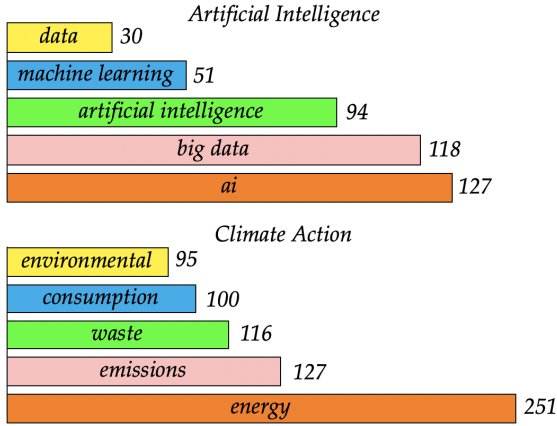 Artificial Intelligence
data 30
machine learning 51
artificial intelligence 94
big data 118
ai 127
Climate Action
environmental 95
consumption 100
waste 116
emissions 127
energy 251